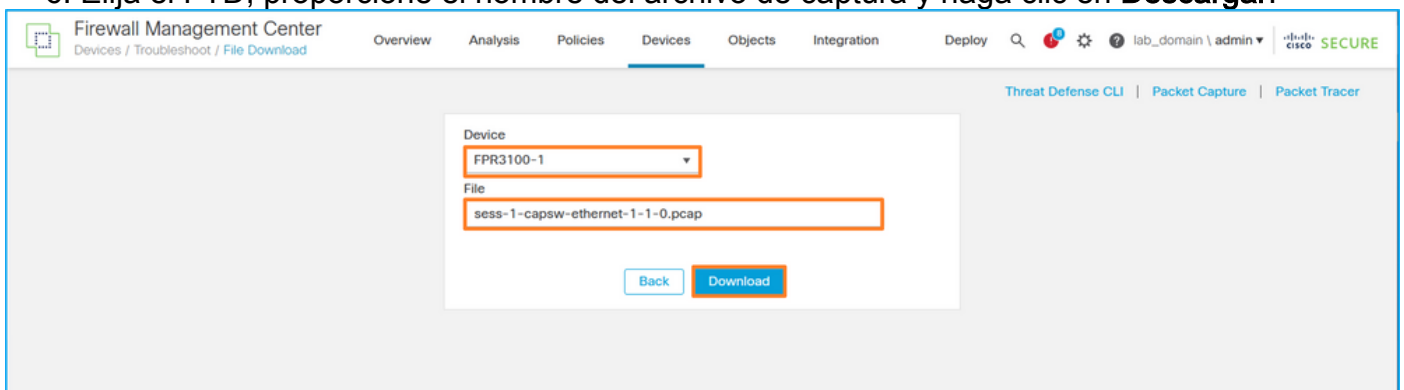 Firewall Management Center
Devices / Troubleshoot / File Download
Overview
Analysis
Policies
Devices
Objects
Integration
Deploy
lab_domain \ admin
cisco SECURE
Threat Defense CLI | Packet Capture | Packet Tracer
Device
FPR3100-1
File
sess-1-capsw-ethernet-1-1-0.pcap
Back
Download